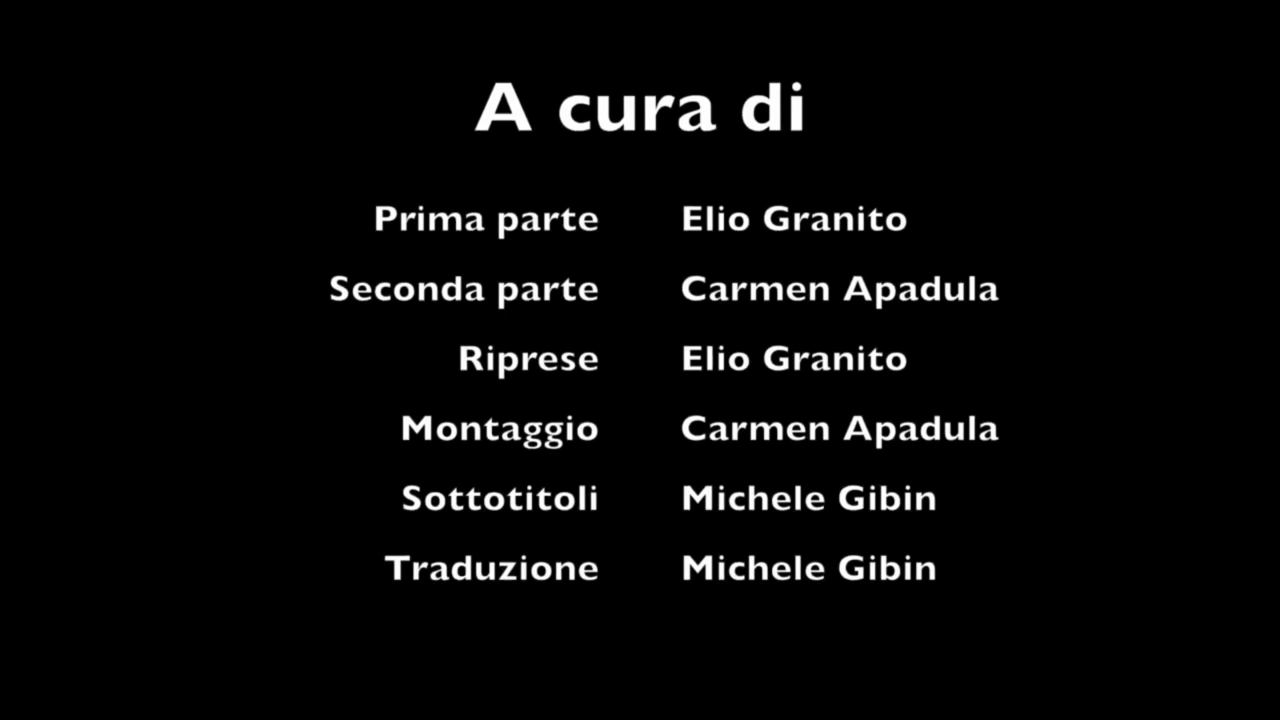 A cura di
Prima parte Elio Granito
Seconda parte Carmen Apadula
Riprese Elio Granito
Montaggio Carmen Apadula
Sottotitoli Michele Gibin
Traduzione Michele Gibin